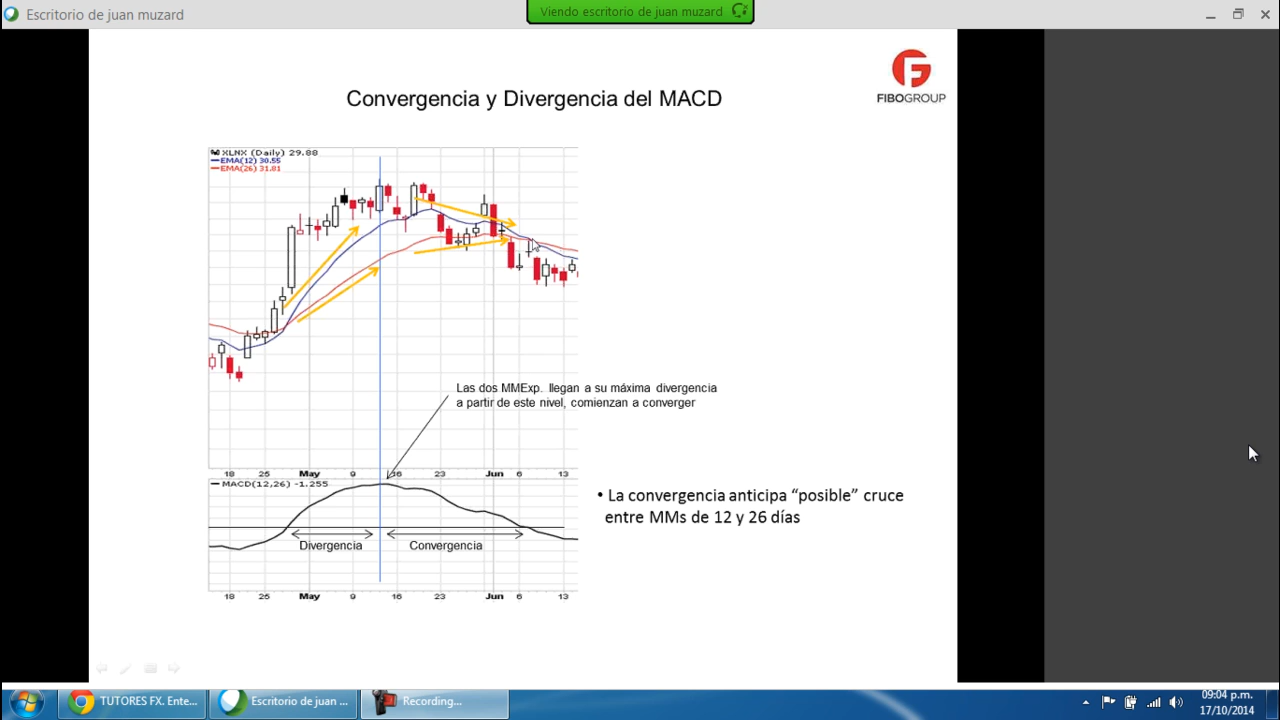 Escritorio de juan muzard
Viendo escritorio de juan muzard
FIBOGROUP
Convergencia y Divergencia del MACD
XLNX (Daily) 29.88
EMA(12) 30.55
EMA(26) 31.81
Las dos MMExp. llegan a su máxima divergencia
a partir de este nivel, comienzan a converger
18 25 May 9 16 23 Jun 6 13
MACD(12,26) -1.255
• La convergencia anticipa “posible” cruce
entre MMs de 12 y 26 días
Divergencia Convergencia
18 25 May 9 16 23 Jun 6 13
TUTORES FX. Ente...
Escritorio de juan ...
Recording...
09:04 p.m.
17/10/2014